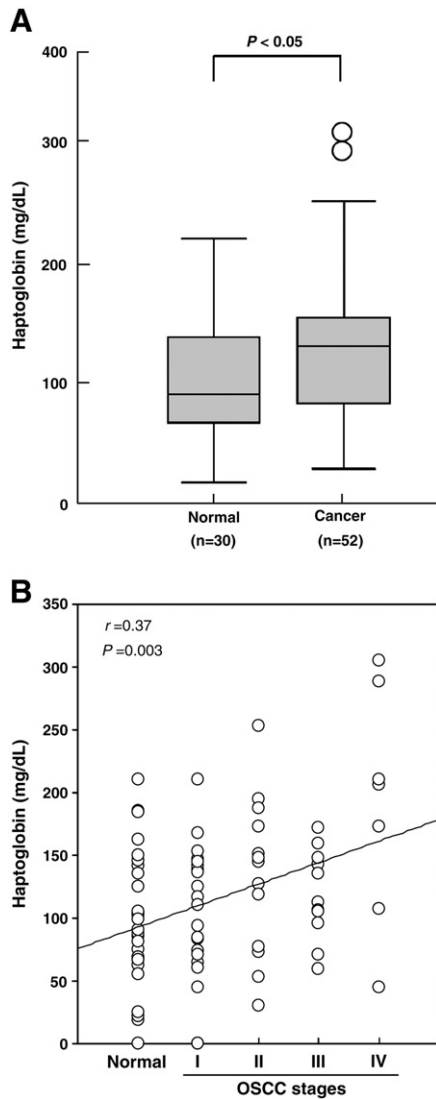 A
P < 0.05
400
300
200
100
0
Haptoglobin (mg/dL)
Normal
(n=30)
Cancer
(n=52)
B
r =0.37
P =0.003
350
300
250
200
150
100
50
0
Haptoglobin (mg/dL)
Normal I II III IV
OSCC stages